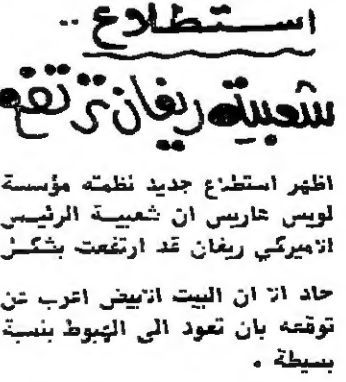 استطلاع ..
شعبية ريغان ترتفع
اظهر استطلاع جديد نظمته مؤسسة
لويس هاريس ان شعبية الرئيس
الاميركي ريغان قد ارتفعت بشكل
حاد الا ان البيت الابيض اعرب عن
توقعه بان تعود الى الهبوط بنسبة
بسيطة .